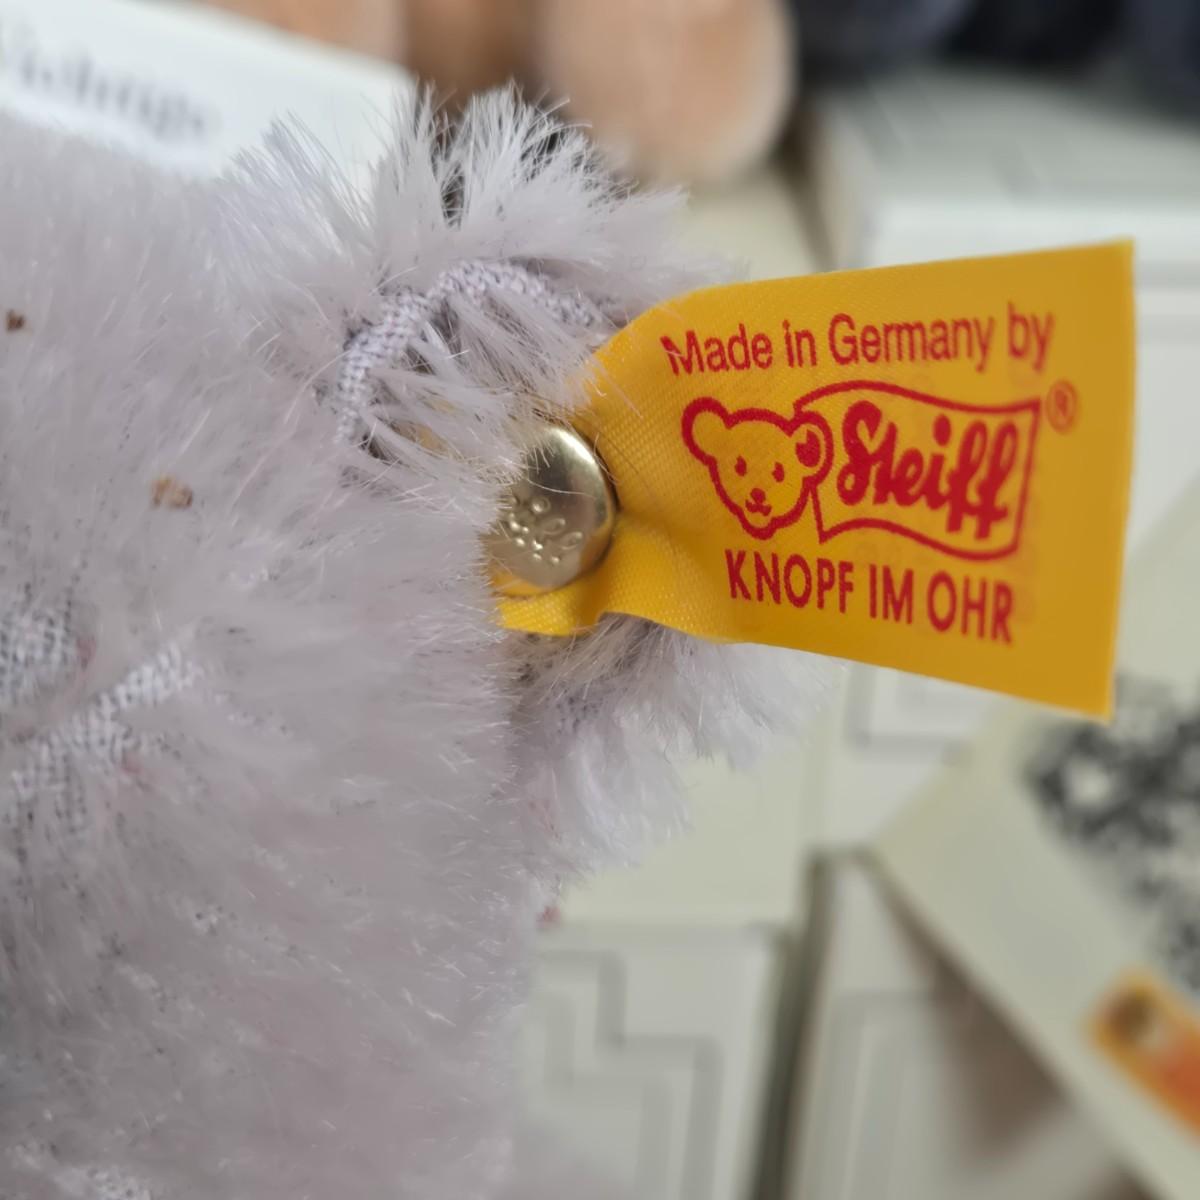 Made in Germany by
Steiff®
KNOPF IM OHR